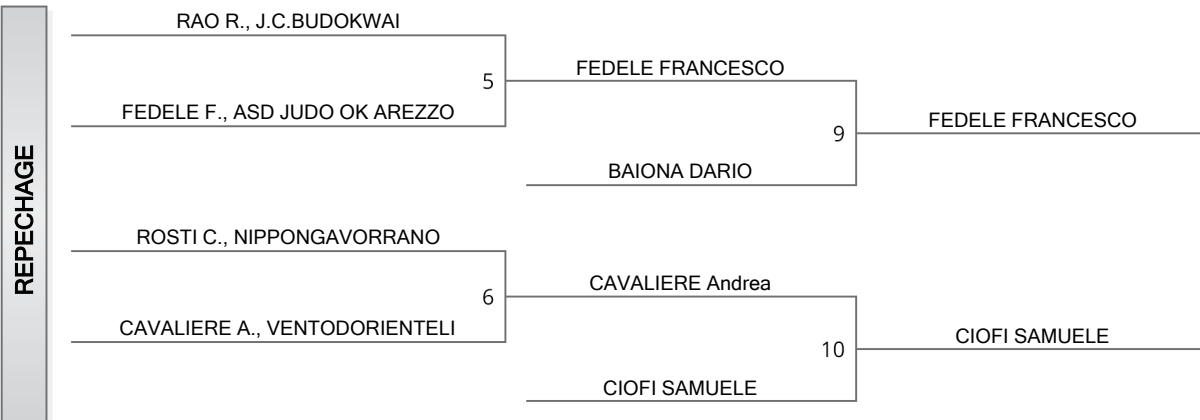 REPECHAGE
RAO R., J.C.BUDOKWAI
5
FEDELE F., ASD JUDO OK AREZZO
FEDELE FRANCESCO
9
BAIONA DARIO
FEDELE FRANCESCO
ROSTI C., NIPPONGAVORRANO
6
CAVALIERE A., VENTODORIENTELI
CAVALIERE Andrea
10
CIOFI SAMUELE
CIOFI SAMUELE